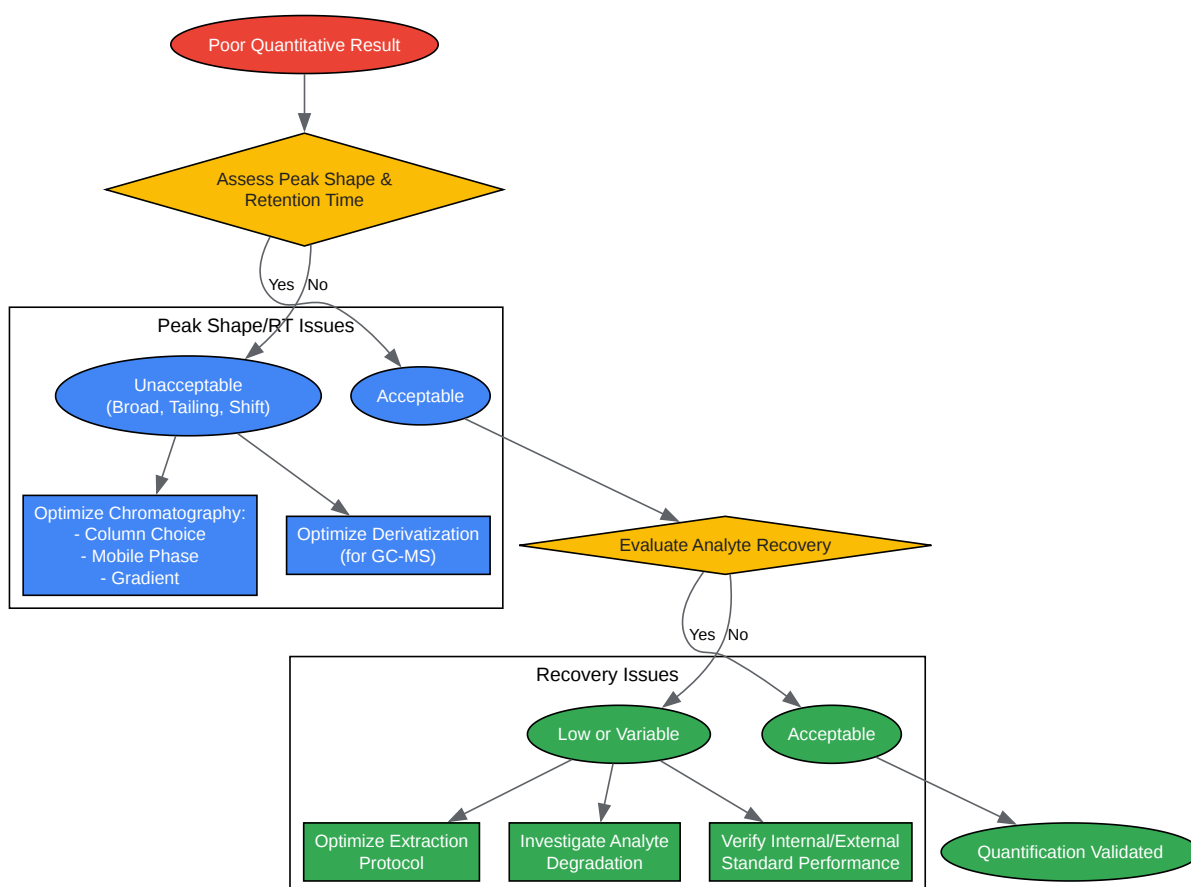 Poor Quantitative Result
Assess Peak Shape &
Retention Time
Yes
No
Peak Shape/RT Issues
Unacceptable
(Broad, Tailing, Shift)
Acceptable
Optimize Chromatography:
- Column Choice
- Mobile Phase
- Gradient
Optimize Derivatization
(for GC-MS)
Evaluate Analyte Recovery
Yes
No
Recovery Issues
Low or Variable
Acceptable
Optimize Extraction
Protocol
Investigate Analyte
Degradation
Verify Internal/External
Standard Performance
Quantification Validated